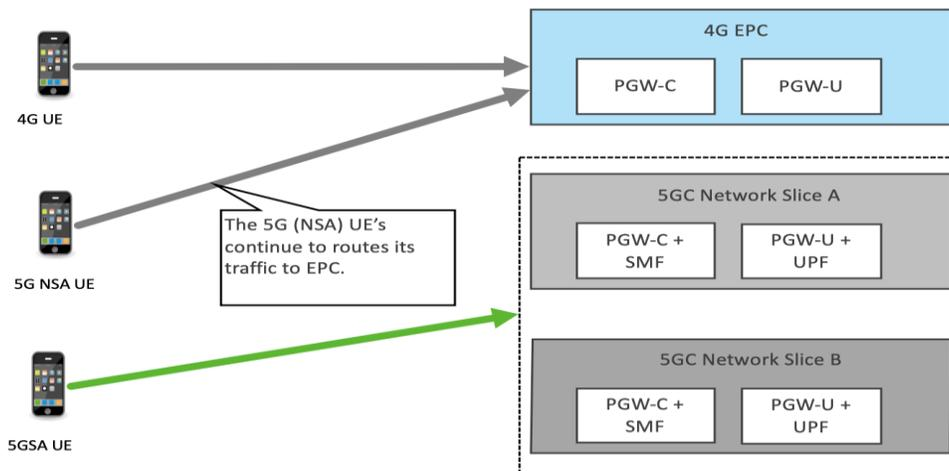 4G EPC
PGW-C
PGW-U
4G UE
5GC Network Slice A
The 5G (NSA) UE's
continue to routes its
traffic to EPC.
PGW-C +
SMF
PGW-U +
UPF
5G NSA UE
5GC Network Slice B
PGW-C +
SMF
PGW-U +
UPF
5GSA UE